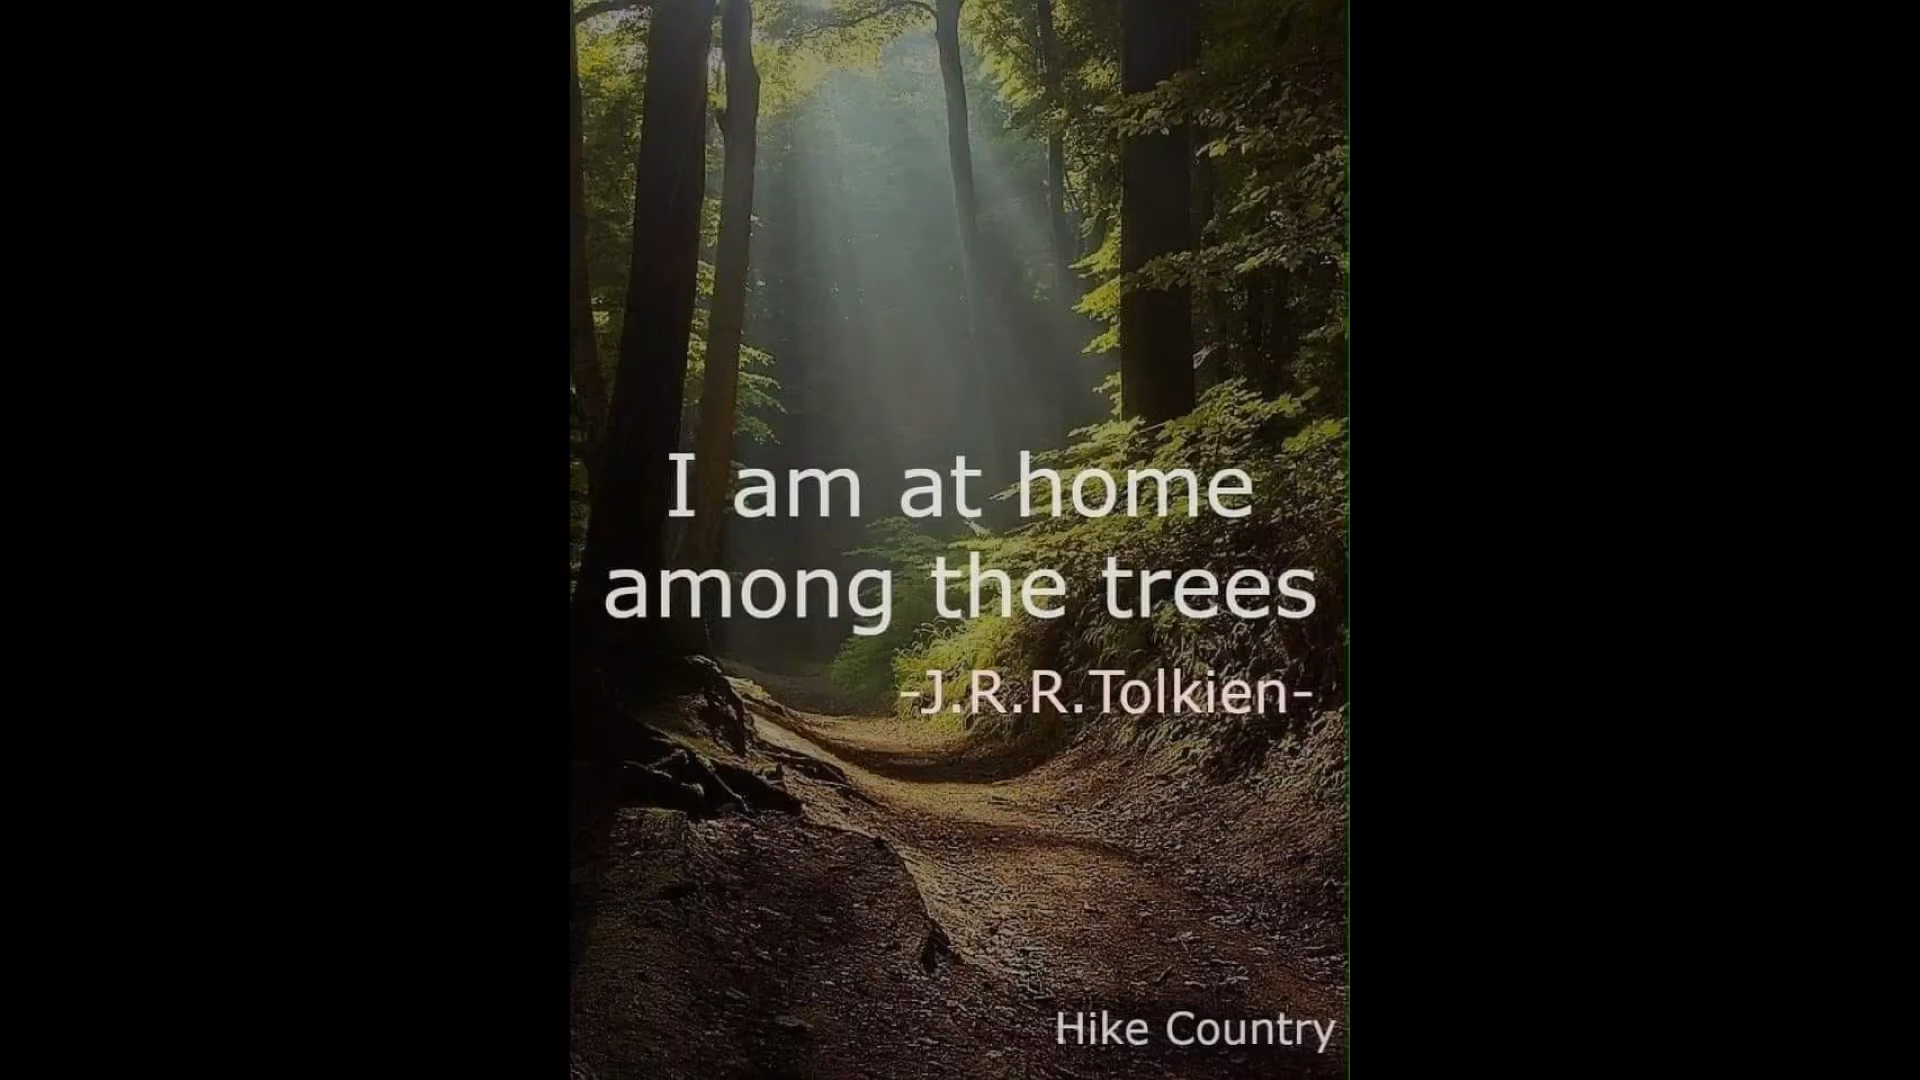 I am at home
among the trees
-J.R.R.Tolkien-
Hike Country